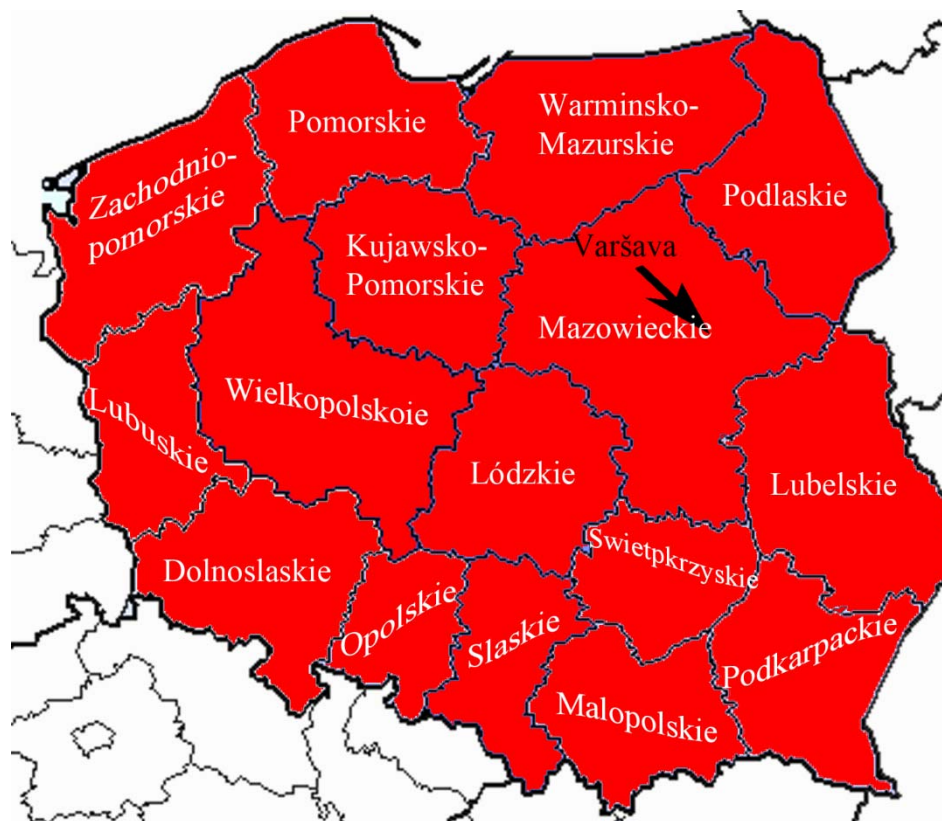 Pomorskie
Warminsko-
Mazurskie
Zachodnio-
pomorskie
Podlaskie
Kujawsko-
Pomorskie
Varšava
Mazowieckie
Wielkopolskoie
Lubuskie
Lódzkie
Lubelskie
Dolnoslaskie
Swietpkrzyskie
Opolskie
Slaskie
Podkarpackie
Malopolskie